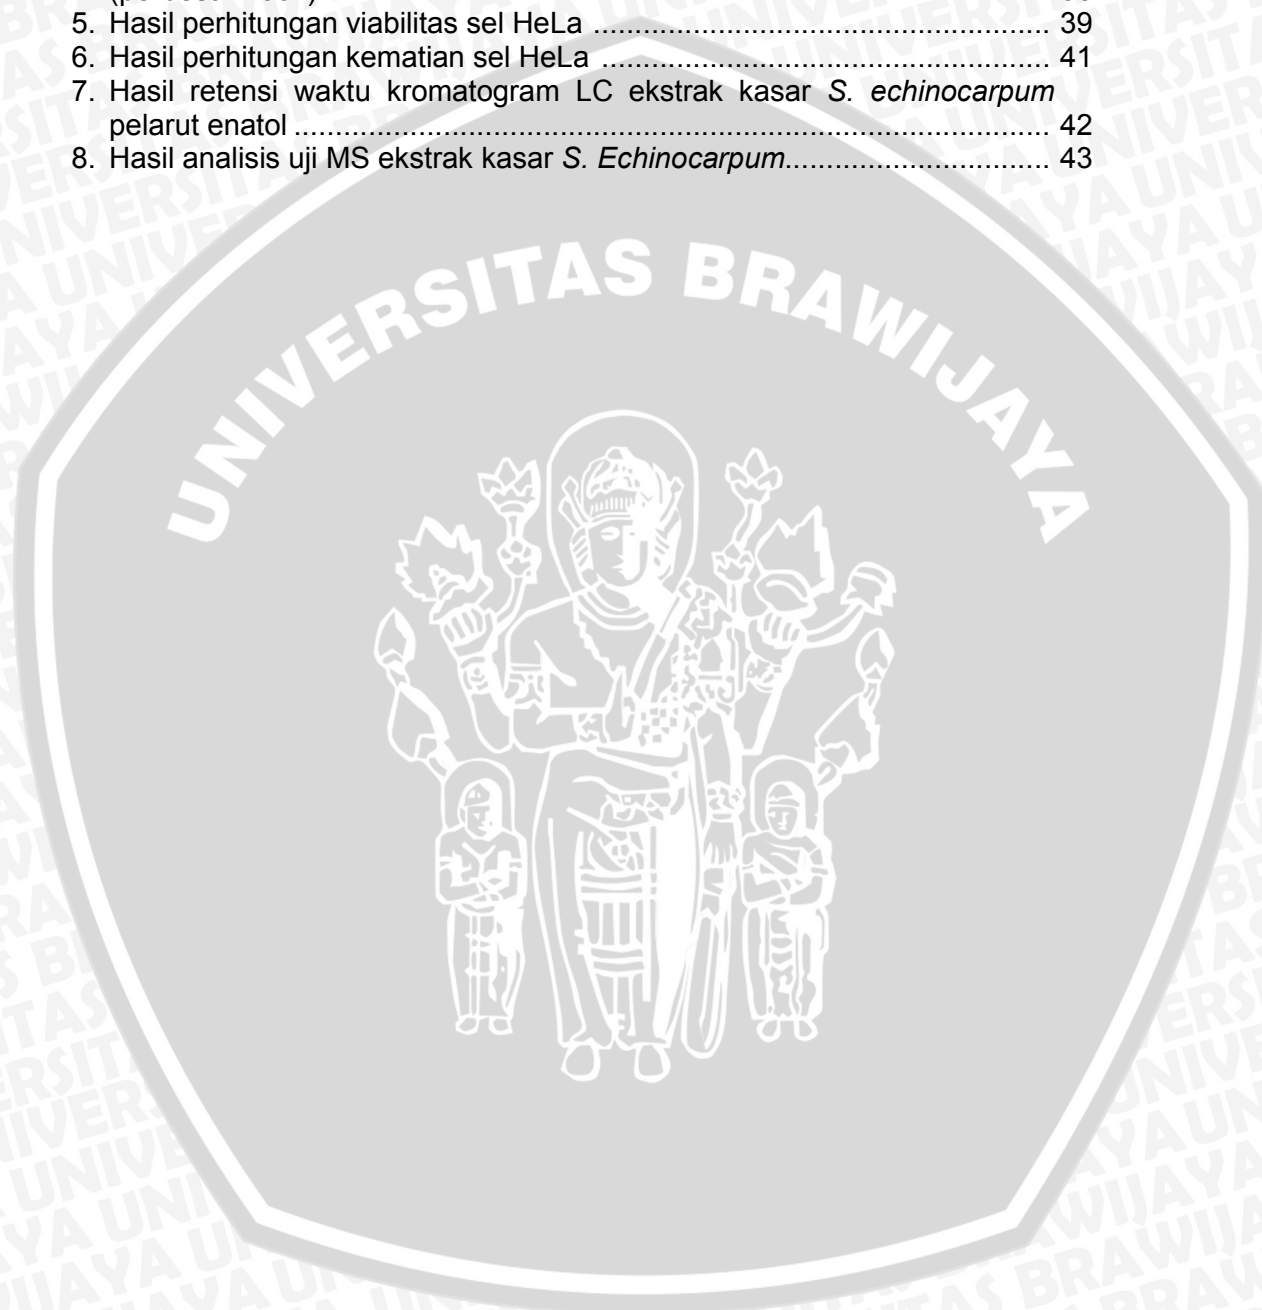 5. Hasil perhitungan viabilitas sel HeLa ..................................................... 39
6. Hasil perhitungan kematian sel HeLa .................................................... 41
7. Hasil retensi waktu kromatogram LC ekstrak kasar S. echinocarpum
pelarut enatol ........................................................................................ 42
8. Hasil analisis uji MS ekstrak kasar S. Echinocarpum............................... 43
UNIVERSITAS BRAWIJAYA